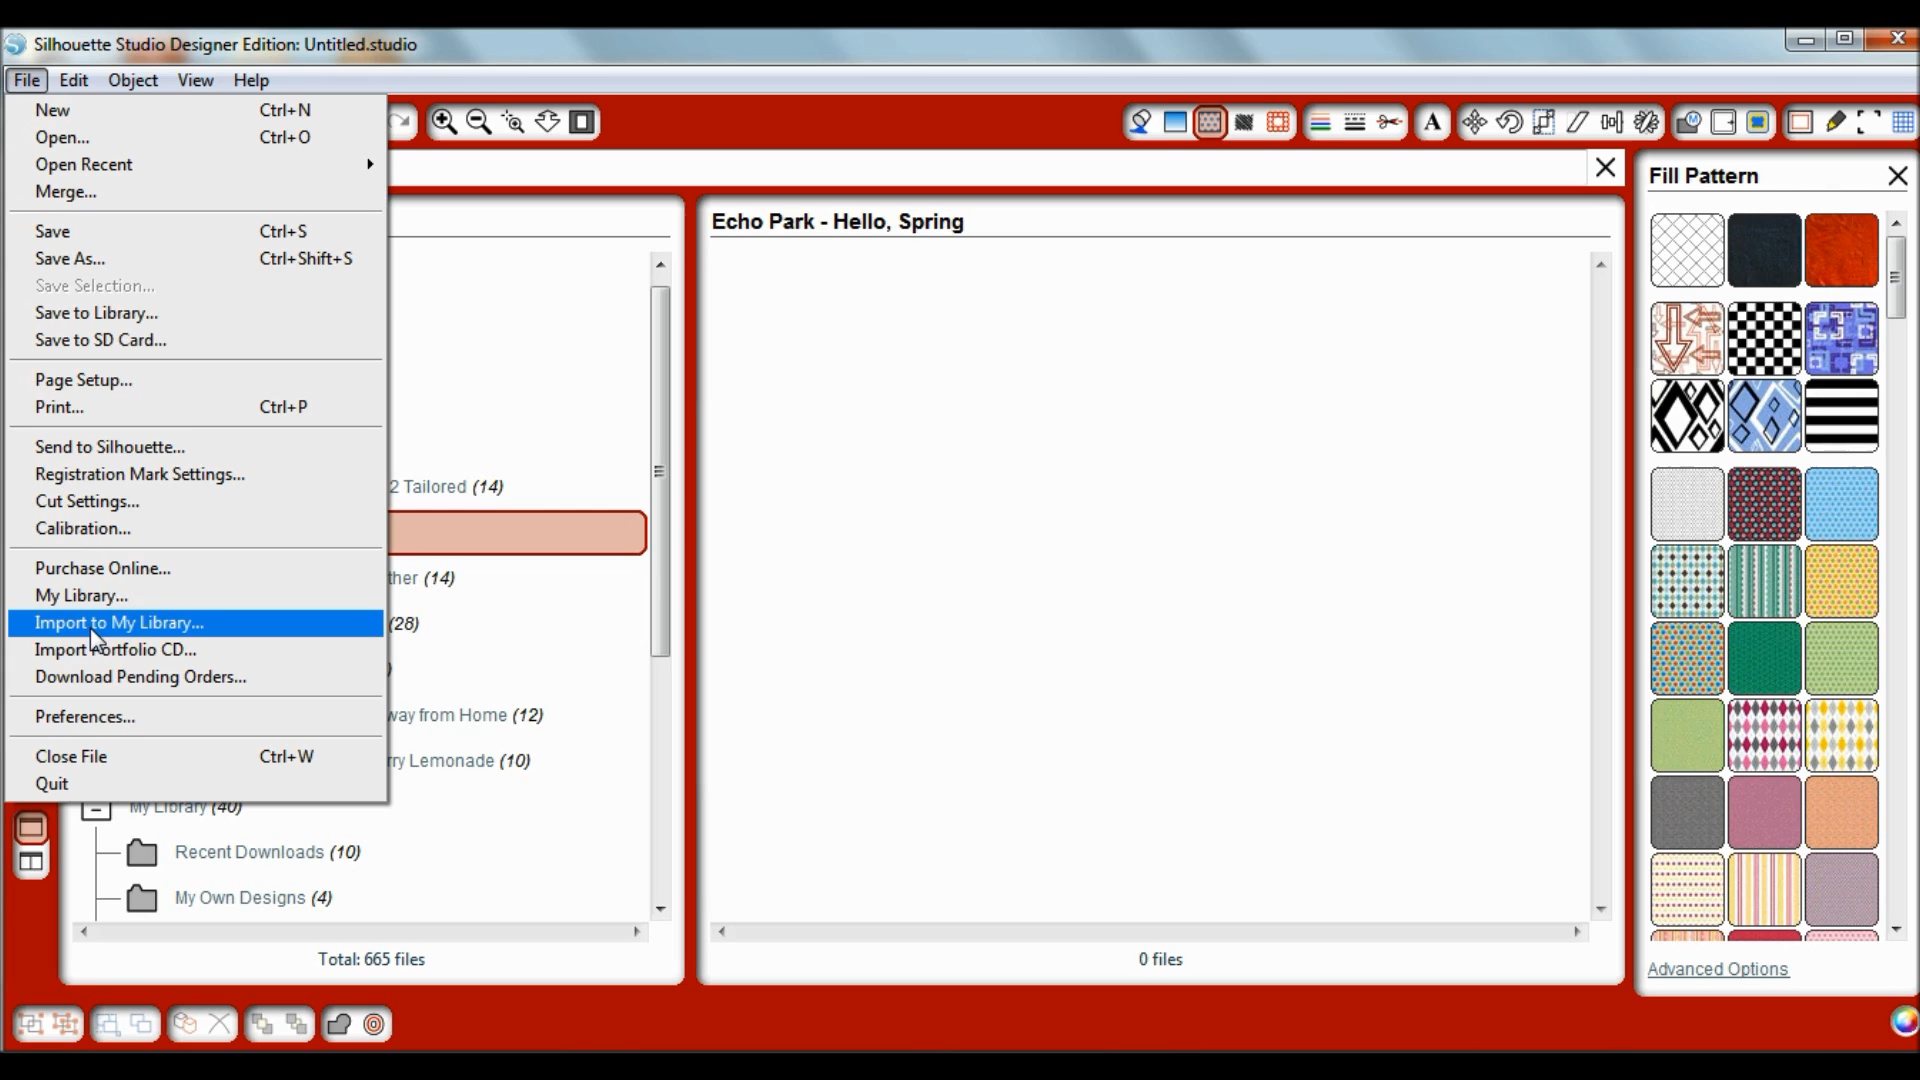 Silhouette Studio Designer Edition: Untitled.studio
File Edit Object View Help
New Ctrl+N
Open... Ctrl+O
Open Recent
Merge...
Save Ctrl+S
Save As... Ctrl+Shift+S
Save Selection...
Save to Library...
Save to SD Card...
Page Setup...
Print... Ctrl+P
Send to Silhouette...
Registration Mark Settings...
Cut Settings...
Calibration...
Purchase Online...
My Library...
Import to My Library...
Import Portfolio CD...
Download Pending Orders...
Preferences...
Close File Ctrl+W
Quit
2 Tailored (14)
ther (14)
(28)
)
way from Home (12)
rry Lemonade (10)
My Library (40)
Recent Downloads (10)
My Own Designs (4)
Total: 665 files
Echo Park - Hello, Spring
0 files
A
M
Fill Pattern
Advanced Options